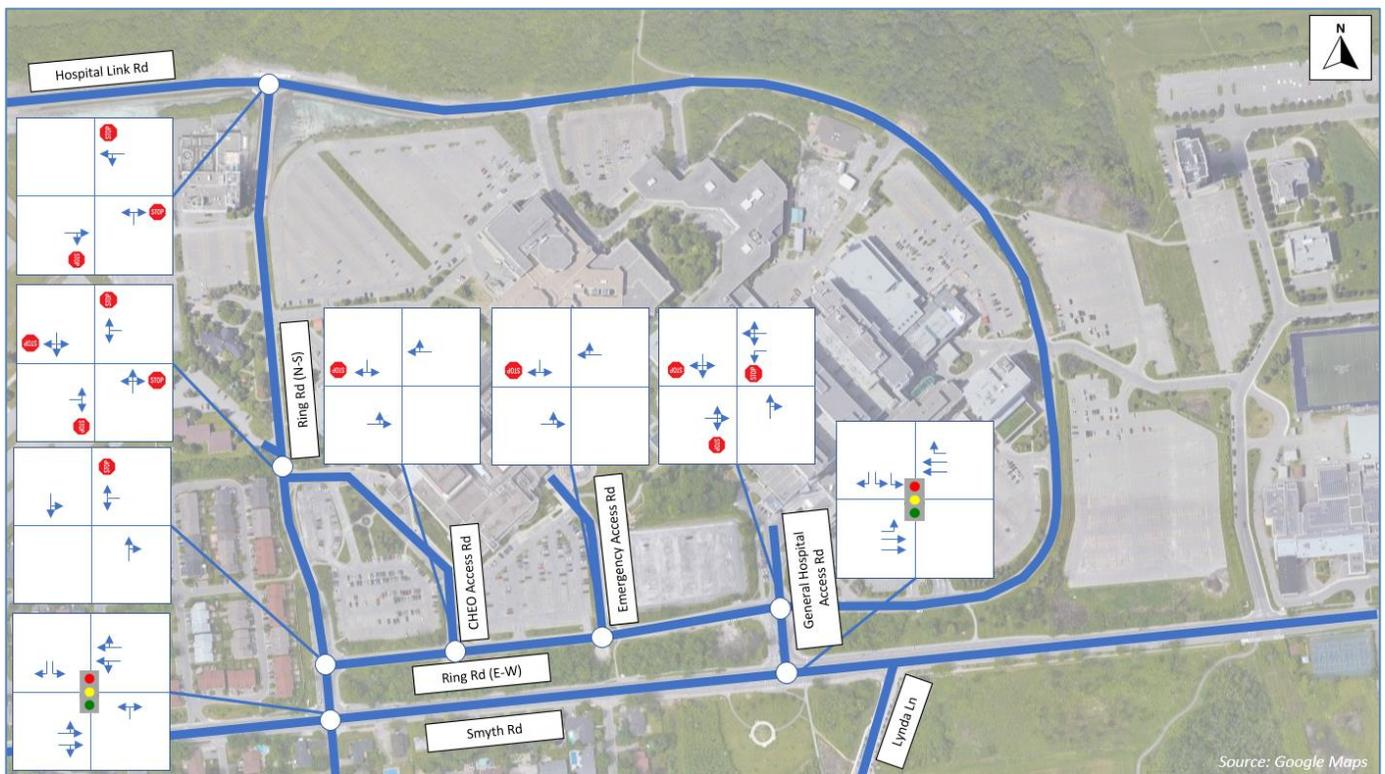 N
Hospital Link Rd
STOP
STOP
STOP
STOP
STOP
STOP
STOP
Ring Rd (N-S)
STOP
STOP
STOP
STOP
STOP
STOP
CHEO Access Rd
Emergency Access Rd
General Hospital
Access Rd
Ring Rd (E-W)
Smyth Rd
Lynda Ln
Source: Google Maps